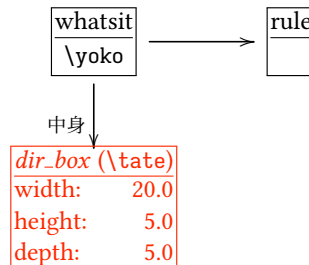 whatsit
\yoko
rule
中身
dir_box (\tate)
width: 20.0
height: 5.0
depth: 5.0